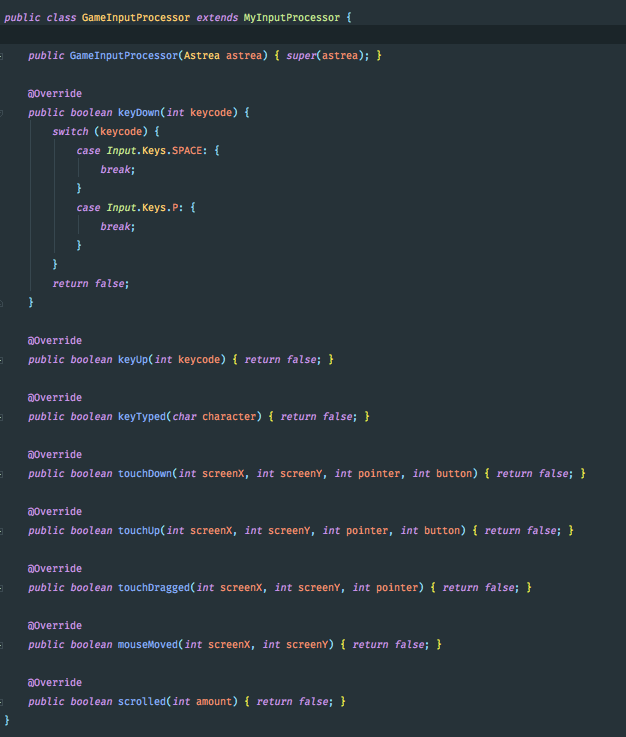 public class GameInputProcessor extends MyInputProcessor {
public GameInputProcessor(Astrea astrea) { super(astrea); }
@Override
public boolean keyDown(int keycode) {
switch (keycode) {
case Input.Keys.SPACE: {
break;
}
case Input.Keys.P: {
break;
}
}
return false;
}
@Override
public boolean keyUp(int keycode) { return false; }
@Override
public boolean keyTyped(char character) { return false; }
@Override
public boolean touchDown(int screenX, int screenY, int pointer, int button) { return false; }
@Override
public boolean touchUp(int screenX, int screenY, int pointer, int button) { return false; }
@Override
public boolean touchDragged(int screenX, int screenY, int pointer) { return false; }
@Override
public boolean mouseMoved(int screenX, int screenY) { return false; }
@Override
public boolean scrolled(int amount) { return false; }
}